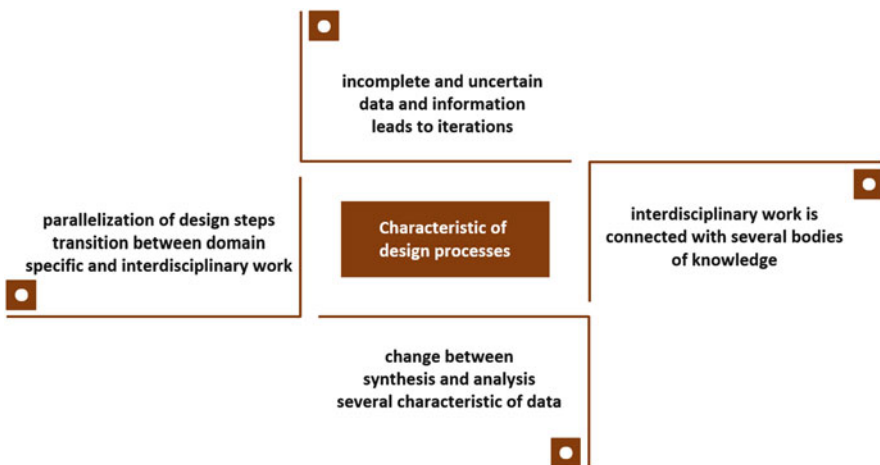 incomplete and uncertain
data and information
leads to iterations
parallelization of design steps
transition between domain
specific and interdisciplinary work
Characteristic of
design processes
interdisciplinary work is
connected with several bodies
of knowledge
change between
synthesis and analysis
several characteristic of data